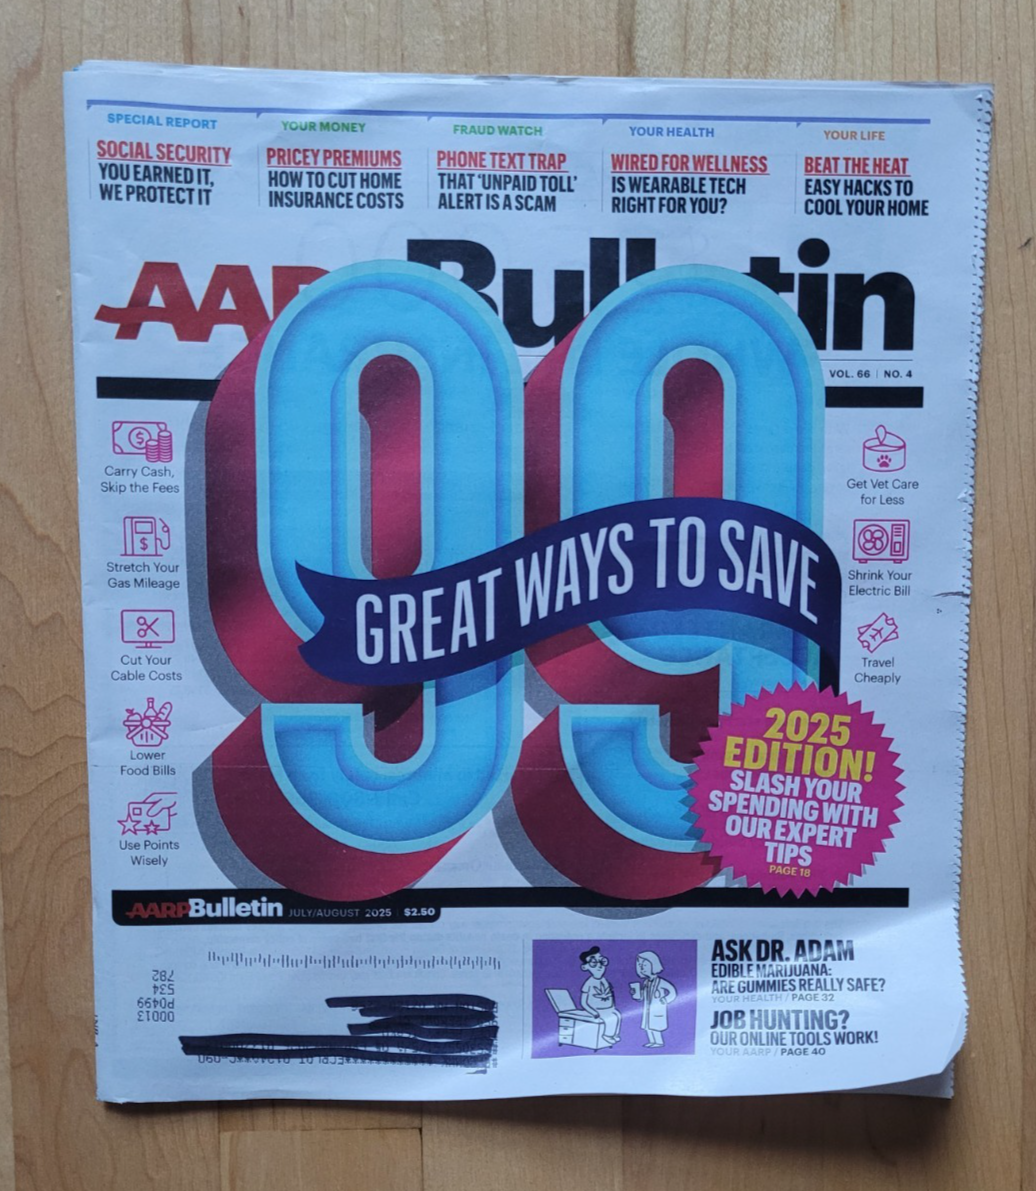 SPECIAL REPORT
SOCIAL SECURITY
YOU EARNED IT,
WE PROTECT IT
YOUR MONEY
PRICEY PREMIUMS
HOW TO CUT HOME
INSURANCE COSTS
FRAUD WATCH
PHONE TEXT TRAP
THAT ‘UNPAID TOLL’
ALERT IS A SCAM
YOUR HEALTH
WIRED FOR WELLNESS
IS WEARABLE TECH
RIGHT FOR YOU?
YOUR LIFE
BEAT THE HEAT
EASY HACKS TO
COOL YOUR HOME
AARP Bulletin
VOL. 66 | NO. 4
99
GREAT WAYS TO SAVE
Carry Cash,
Skip the Fees
Stretch Your
Gas Mileage
Cut Your
Cable Costs
Lower
Food Bills
Use Points
Wisely
Get Vet Care
for Less
Shrink Your
Electric Bill
Travel
Cheaply
2025
EDITION!
SLASH YOUR
SPENDING WITH
OUR EXPERT
TIPS
PAGE 18
AARP Bulletin JULY/AUGUST 2025 | $2.50
00013
P0499
534
782
ASK DR. ADAM
EDIBLE MARIJUANA:
ARE GUMMIES REALLY SAFE?
YOUR HEALTH / PAGE 32
JOB HUNTING?
OUR ONLINE TOOLS WORK!
YOUR AARP / PAGE 40